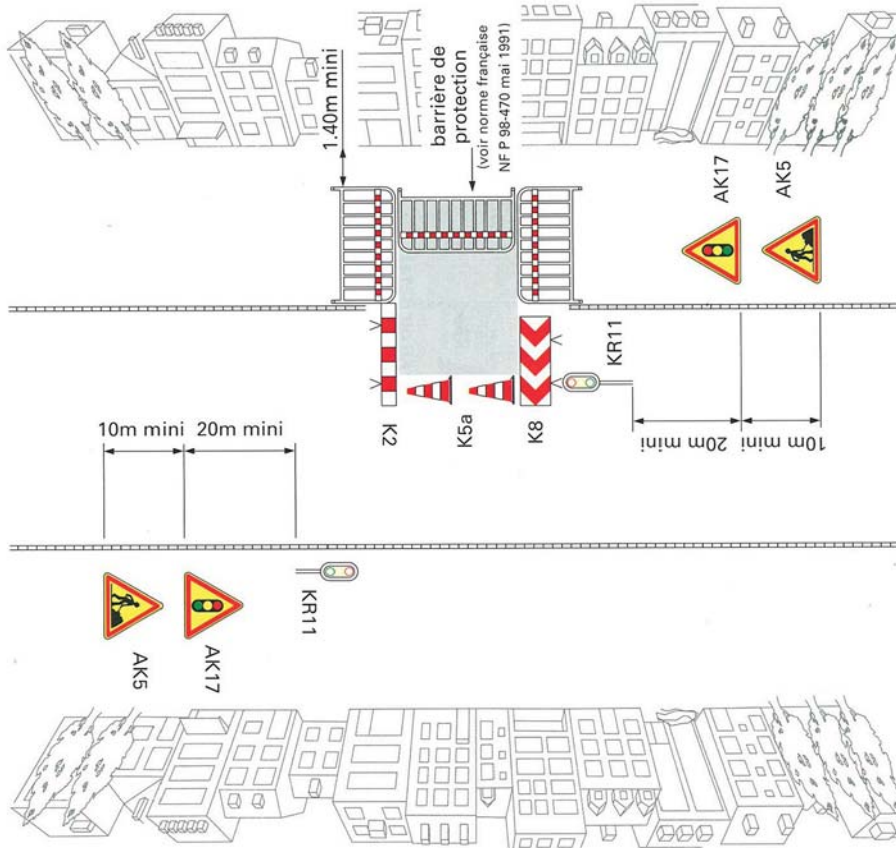 1.40m mini
barrière de
protection
(voir norme française
NF P 98-470 mai 1991)
AK17
AK5
KR11
10m mini
20m mini
K2
K5a
K8
20m mini
10m mini
KR11
AK5
AK17